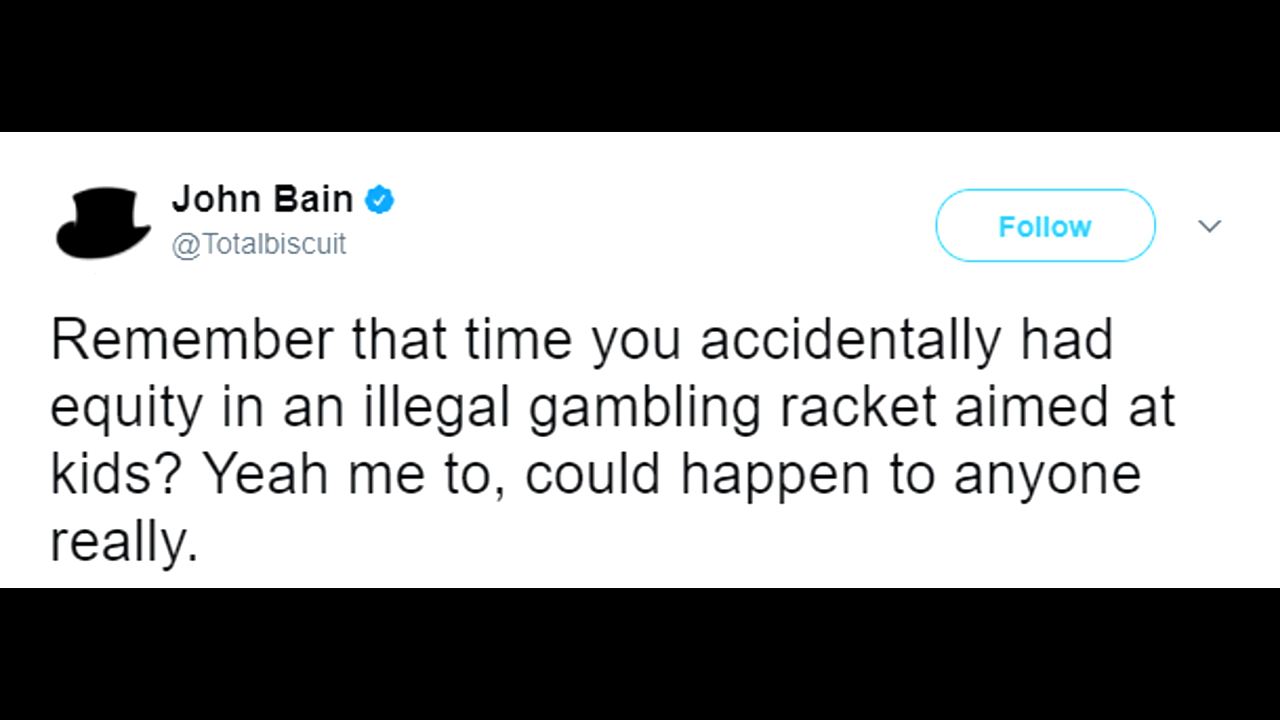 John Bain
@Totalbiscuit
Follow
Remember that time you accidentally had
equity in an illegal gambling racket aimed at
kids? Yeah me to, could happen to anyone
really.